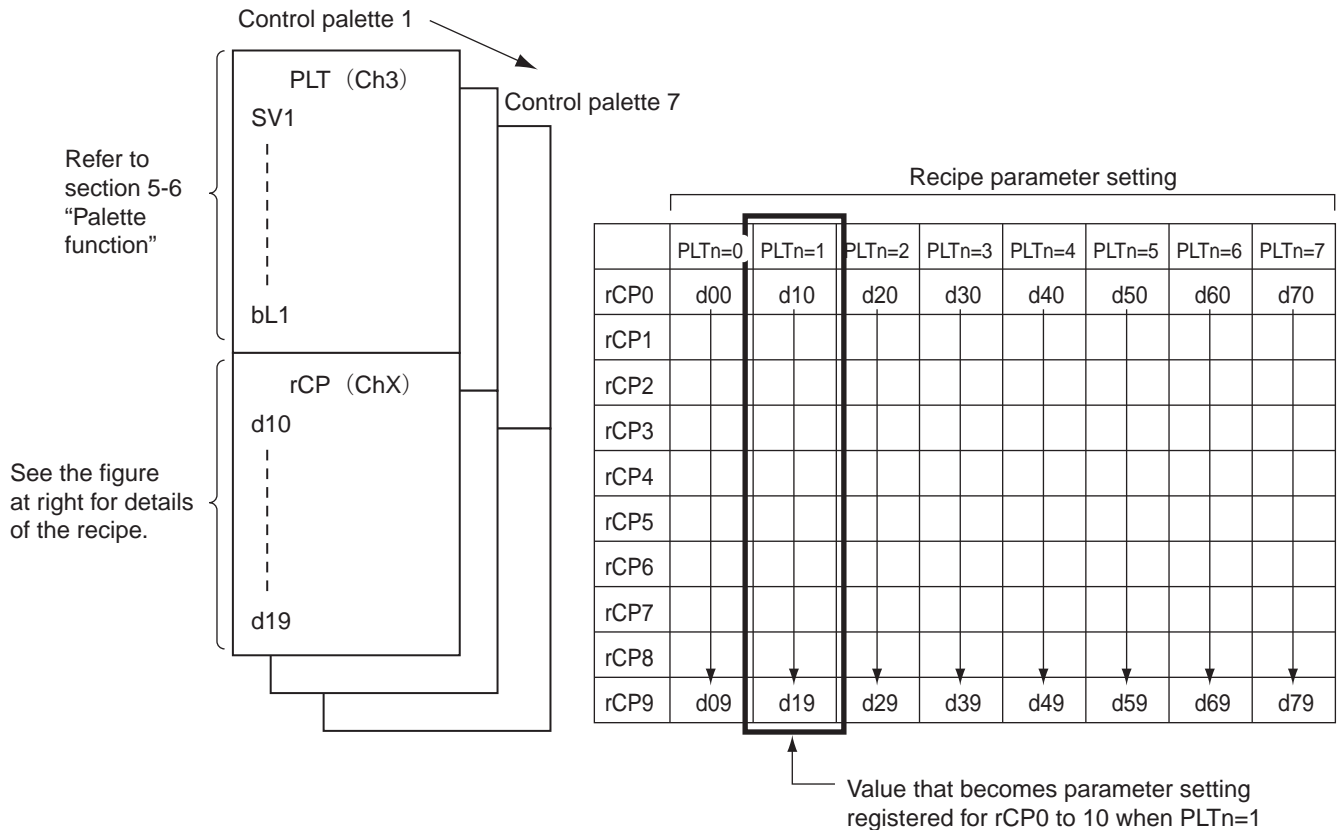 Control palette 1
PLT（Ch3）
SV1
bL1
Control palette 7
Refer to
section 5-6
“Palette
function”
rCP（ChX）
d10
d19
See the figure
at right for details
of the recipe.
Recipe parameter setting
PLTn=0 PLTn=1 PLTn=2 PLTn=3 PLTn=4 PLTn=5 PLTn=6 PLTn=7
rCP0 d00 d10 d20 d30 d40 d50 d60 d70
rCP1
rCP2
rCP3
rCP4
rCP5
rCP6
rCP7
rCP8
rCP9 d09 d19 d29 d39 d49 d59 d69 d79
Value that becomes parameter setting
registered for rCP0 to 10 when PLTn=1